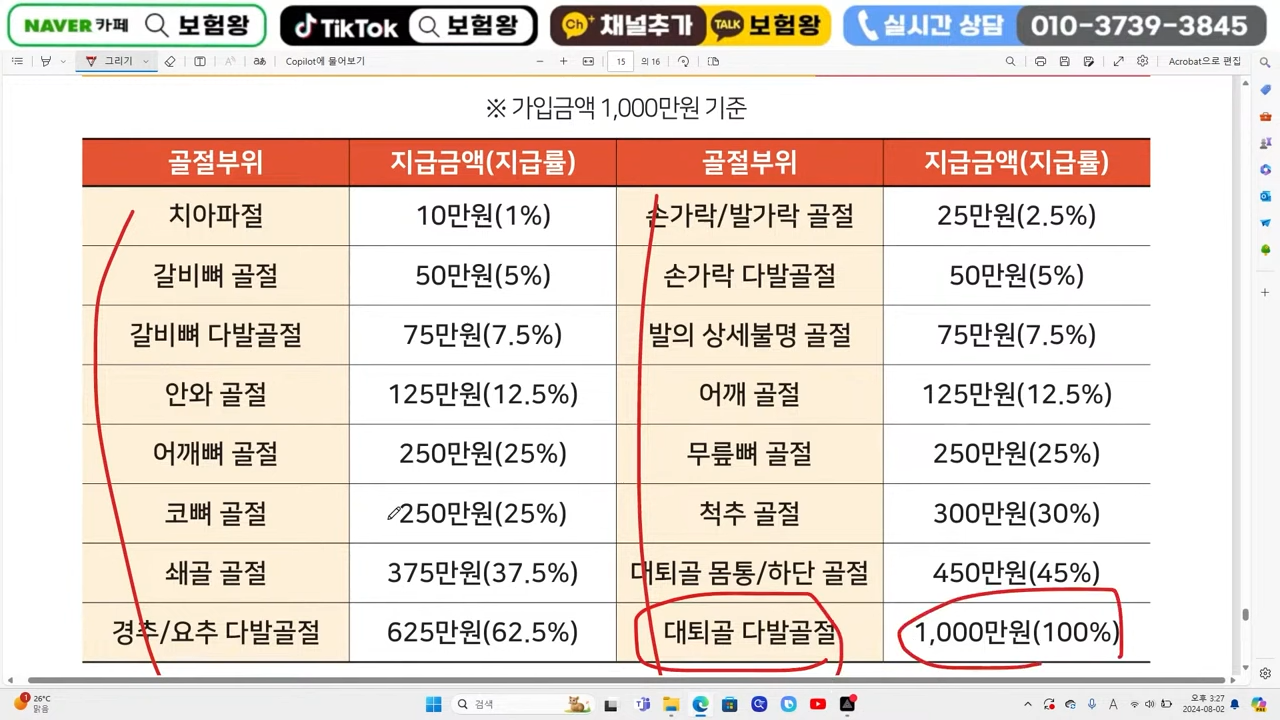 NAVER 카페 보험왕 TikTok 보험왕 Ch+ 채널추가 TALK 보험왕 실시간 상담 010-3739-3845
그리기 Copilot에 물어보기 15 의 16 Acrobat으로 편집
※ 가입금액 1,000만원 기준
골절부위 지급금액(지급률) 골절부위 지급금액(지급률)
치아파절 10만원(1%) 손가락/발가락 골절 25만원(2.5%)
갈비뼈 골절 50만원(5%) 손가락 다발골절 50만원(5%)
갈비뼈 다발골절 75만원(7.5%) 발의 상세불명 골절 75만원(7.5%)
안와 골절 125만원(12.5%) 어깨 골절 125만원(12.5%)
어깨뼈 골절 250만원(25%) 무릎뼈 골절 250만원(25%)
코뼈 골절 250만원(25%) 척추 골절 300만원(30%)
쇄골 골절 375만원(37.5%) 대퇴골 몸통/하단 골절 450만원(45%)
경추/요추 다발골절 625만원(62.5%) 대퇴골 다발골절 1,000만원(100%)
26°C
맑음
검색
A
오후 3:27
2024-08-02